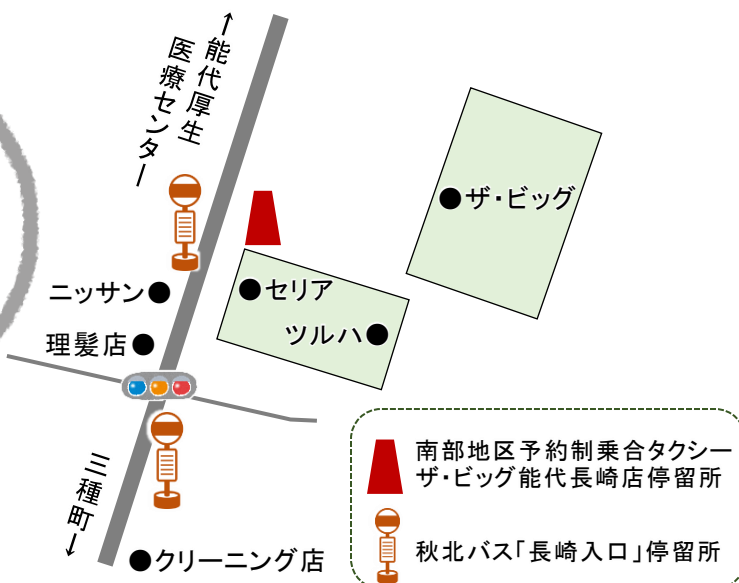 ↑能代厚生
医療センター
ザ・ビッグ
ニッサン
セリア
理髪店
ツルハ
三種町↓
クリーニング店
南部地区予約制乗合タクシー
ザ・ビッグ能代長崎店停留所
秋北バス「長崎入口」停留所